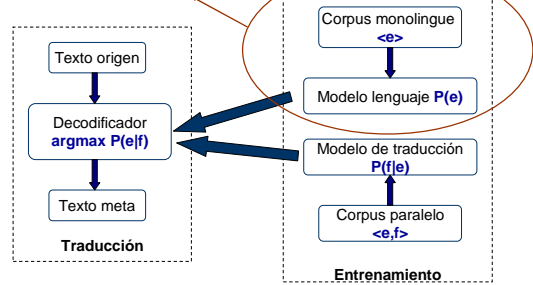 Texto origen
Decodificador
argmax P(e|f)
Texto meta
Traducción
Corpus monolingue
<e>
Modelo lenguaje P(e)
Modelo de traducción
P(f|e)
Corpus paralelo
<e,f>
Entrenamiento